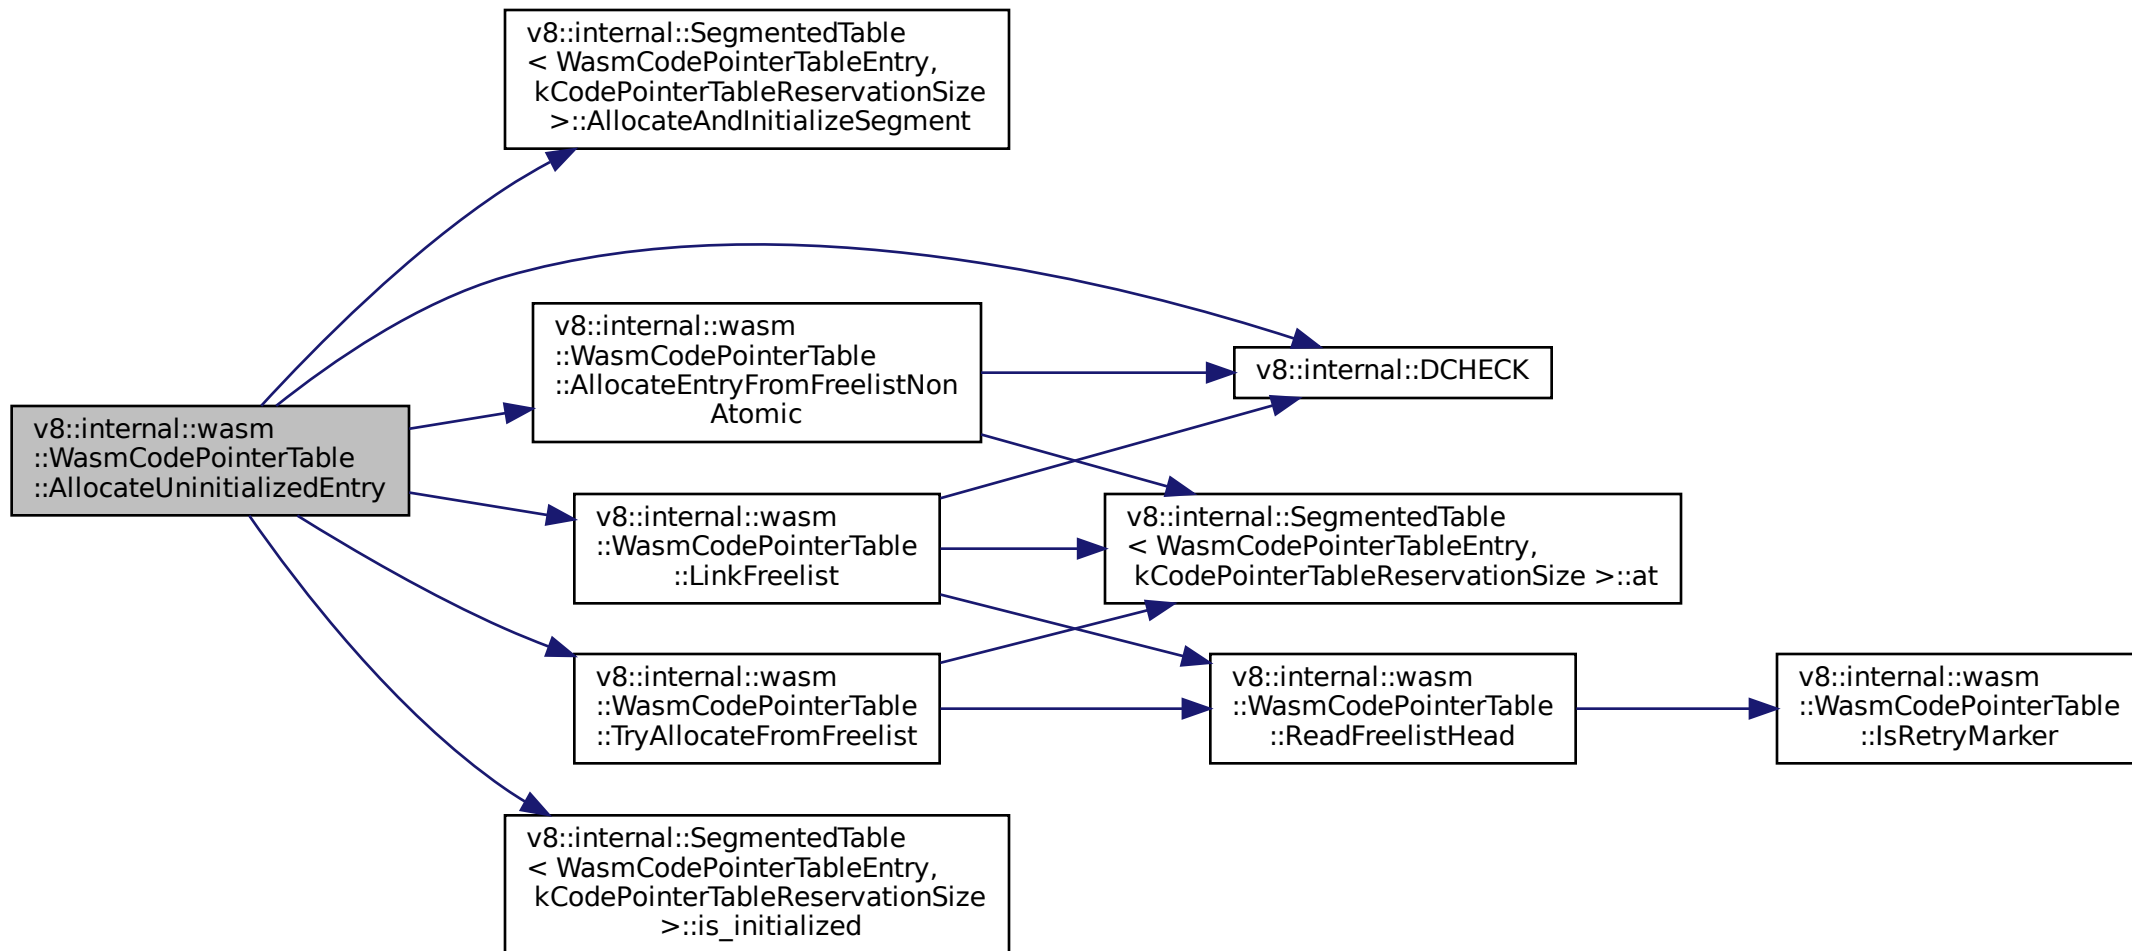 v8::internal::SegmentedTable
< WasmCodePointerTableEntry,
kCodePointerTableReservationSize
>::AllocateAndInitializeSegment
v8::internal::wasm
::WasmCodePointerTable
::AllocateUninitializedEntry
v8::internal::wasm
::WasmCodePointerTable
::AllocateEntryFromFreelistNon
Atomic
v8::internal::DCHECK
v8::internal::wasm
::WasmCodePointerTable
::LinkFreelist
v8::internal::SegmentedTable
< WasmCodePointerTableEntry,
kCodePointerTableReservationSize >::at
v8::internal::wasm
::WasmCodePointerTable
::TryAllocateFromFreelist
v8::internal::wasm
::WasmCodePointerTable
::ReadFreelistHead
v8::internal::wasm
::WasmCodePointerTable
::IsRetryMarker
v8::internal::SegmentedTable
< WasmCodePointerTableEntry,
kCodePointerTableReservationSize
>::is_initialized